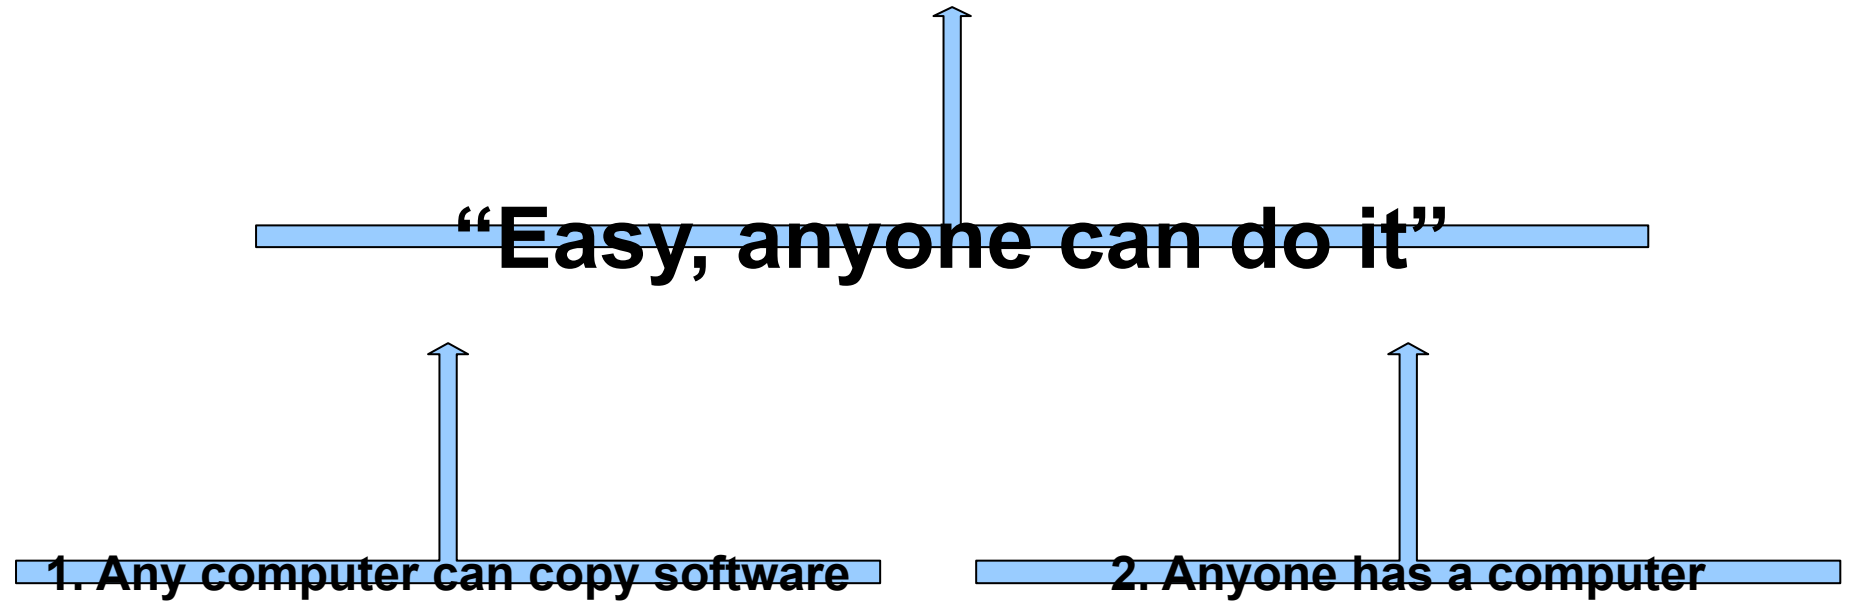 “Easy, anyone can do it”
1. Any computer can copy software
2. Anyone has a computer